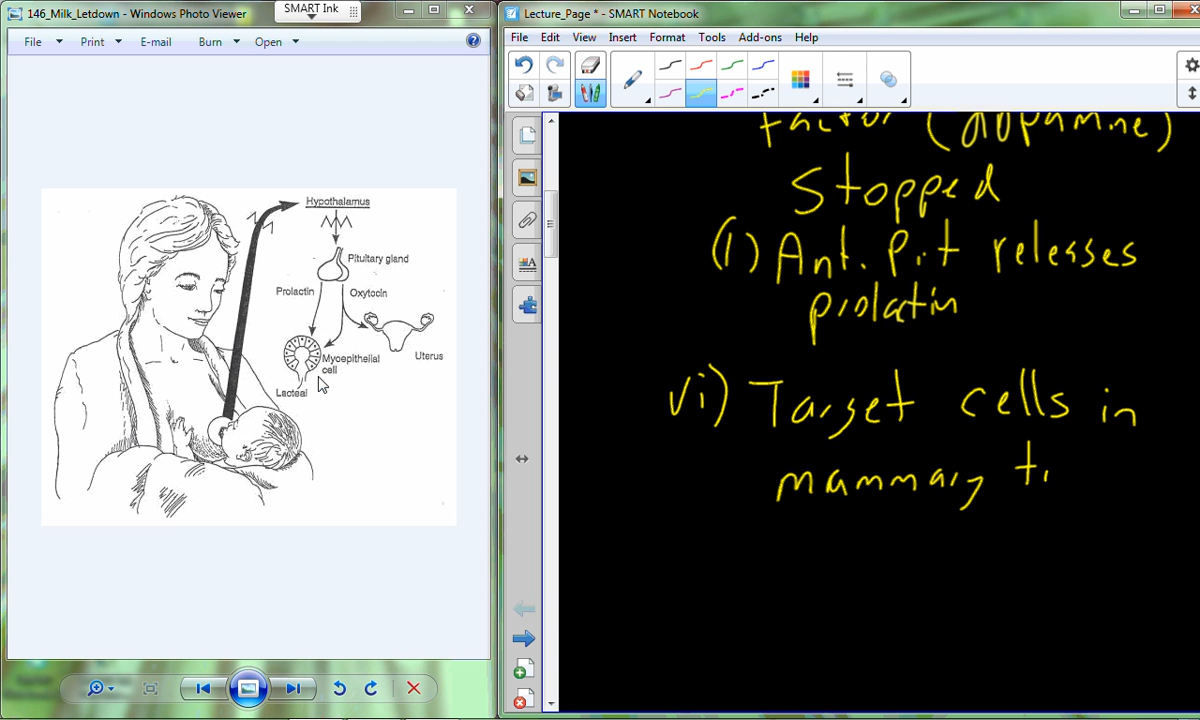 146_Milk_Letdown - Windows Photo Viewer
SMART Ink
File Print E-mail Burn Open
Hypothalamus
Pituitary gland
Prolactin Oxytocin
Myoepithelial
cell
Uterus
Lacteal
Lecture_Page * - SMART Notebook
File Edit View Insert Format Tools Add-ons Help
factor (dopamine)
Stopped
(1) Ant. Pit releases
prolactin
vi) Target cells in
mammary ti